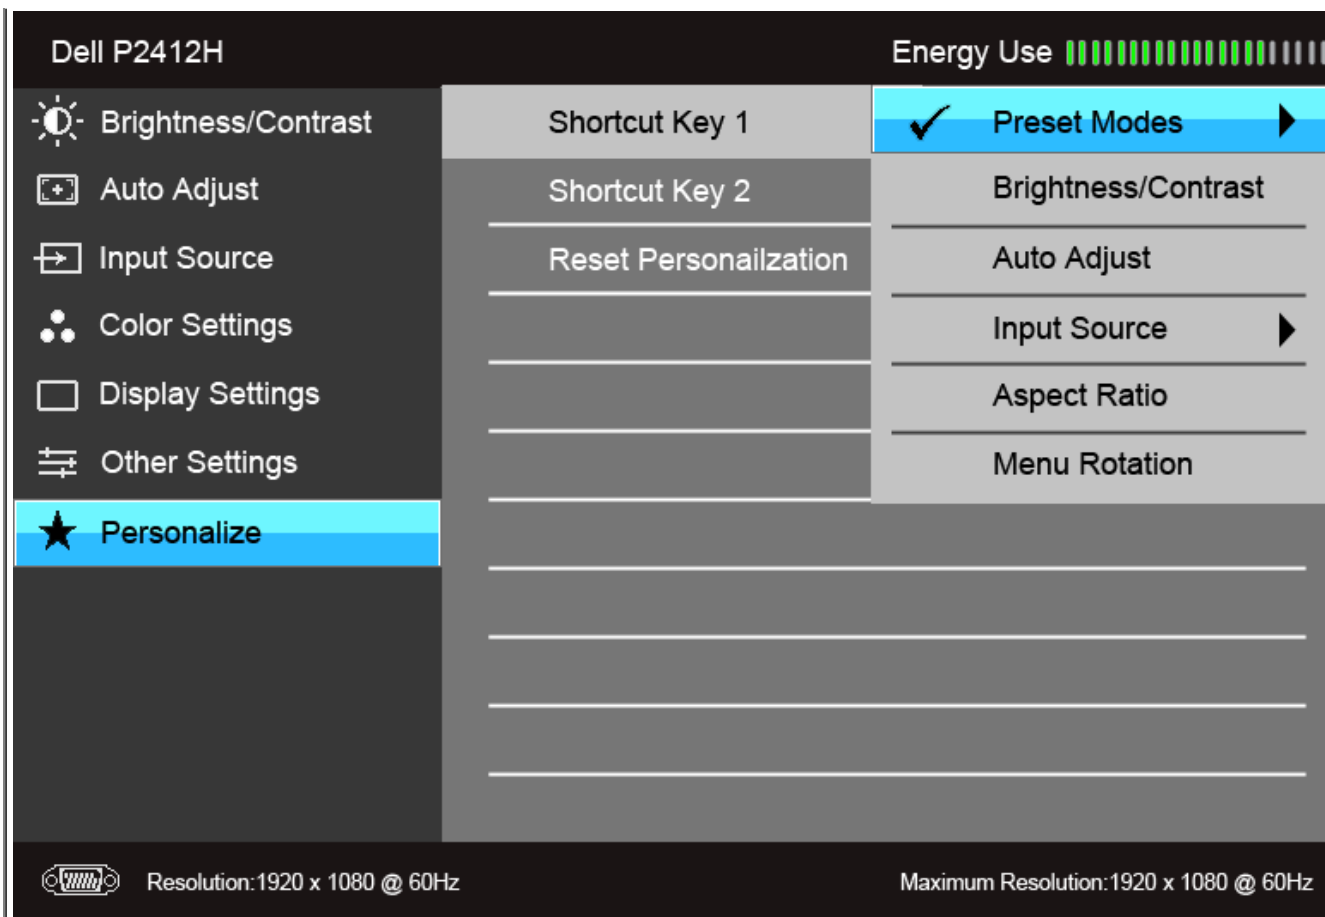 Dell P2412H
Energy Use
Brightness/Contrast
Auto Adjust
Input Source
Color Settings
Display Settings
Other Settings
Personalize
Shortcut Key 1
Shortcut Key 2
Reset Personailzation
Preset Modes
Brightness/Contrast
Auto Adjust
Input Source
Aspect Ratio
Menu Rotation
Resolution:1920 x 1080 @ 60Hz
Maximum Resolution:1920 x 1080 @ 60Hz